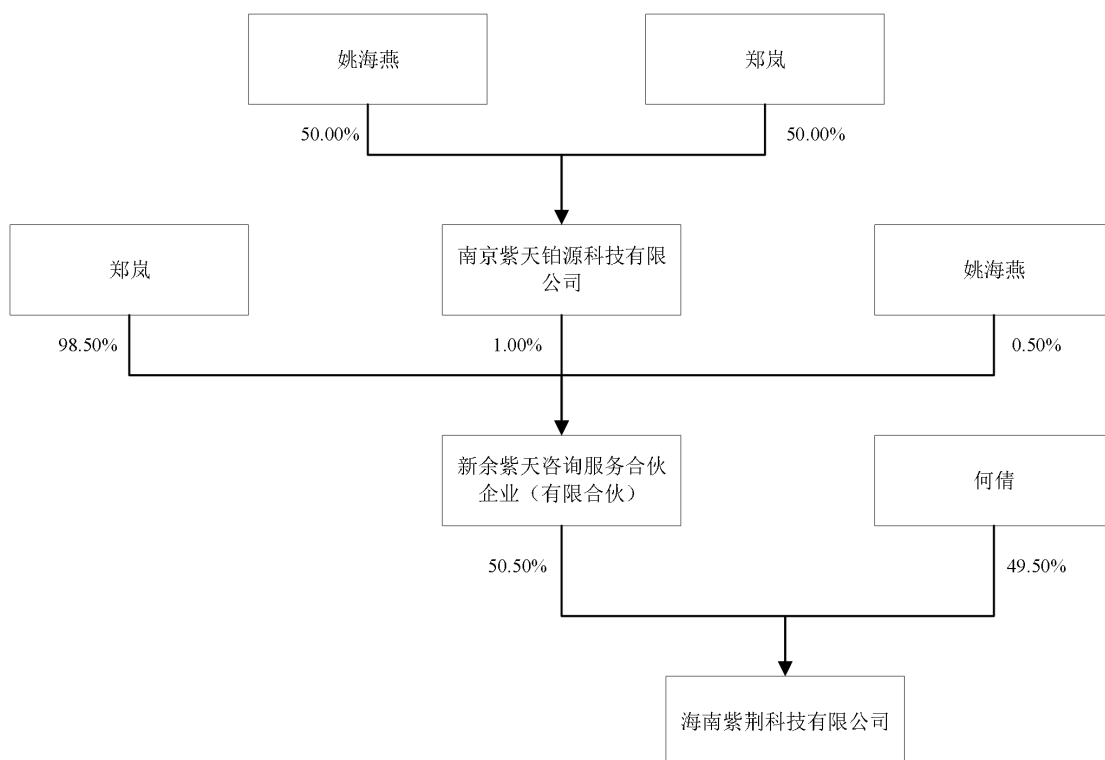 姚海燕
郑岚
50.00%
50.00%
郑岚
南京紫天铂源科技有限
公司
姚海燕
98.50%
1.00%
0.50%
新余紫天咨询服务合伙
企业（有限合伙）
何倩
50.50%
49.50%
海南紫荆科技有限公司